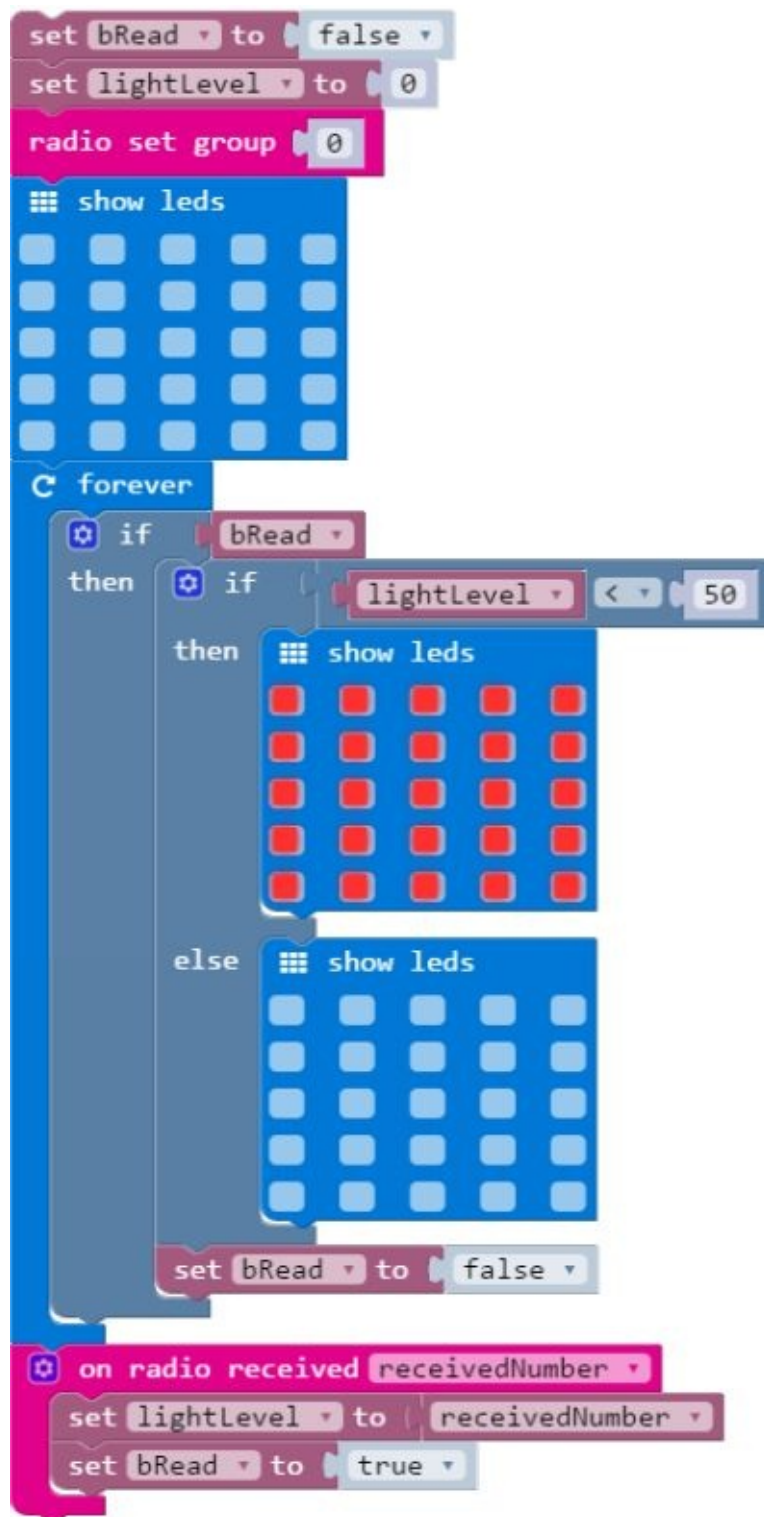 set bRead to false
set lightLevel to 0
radio set group 0
show leds
forever
if bRead
then if lightLevel < 50
then show leds
else show leds
set bRead to false
on radio received receivedNumber
set lightLevel to receivedNumber
set bRead to true